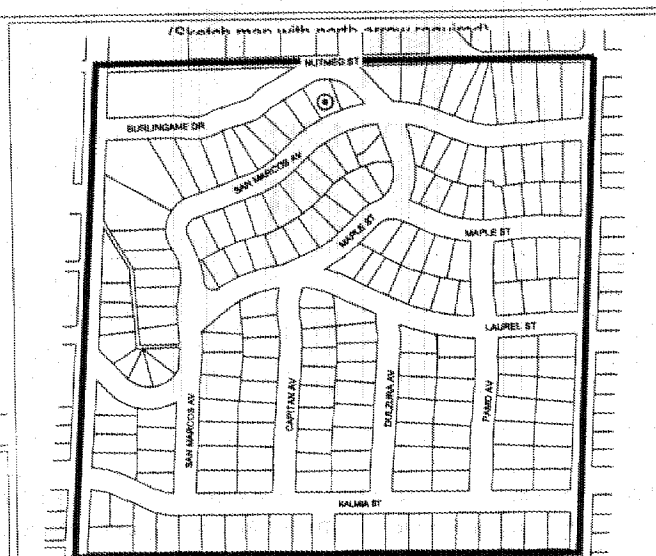 (Sketch map with north arrow required)
NUTMEG ST
BURLINGAME DR
SAN MARCOS AV
MAPLE ST
MAPLE ST
LAUREL ST
SAN MARCOS AV
CAPITAN AV
DULZURA AV
PAMO AV
KALMIA ST